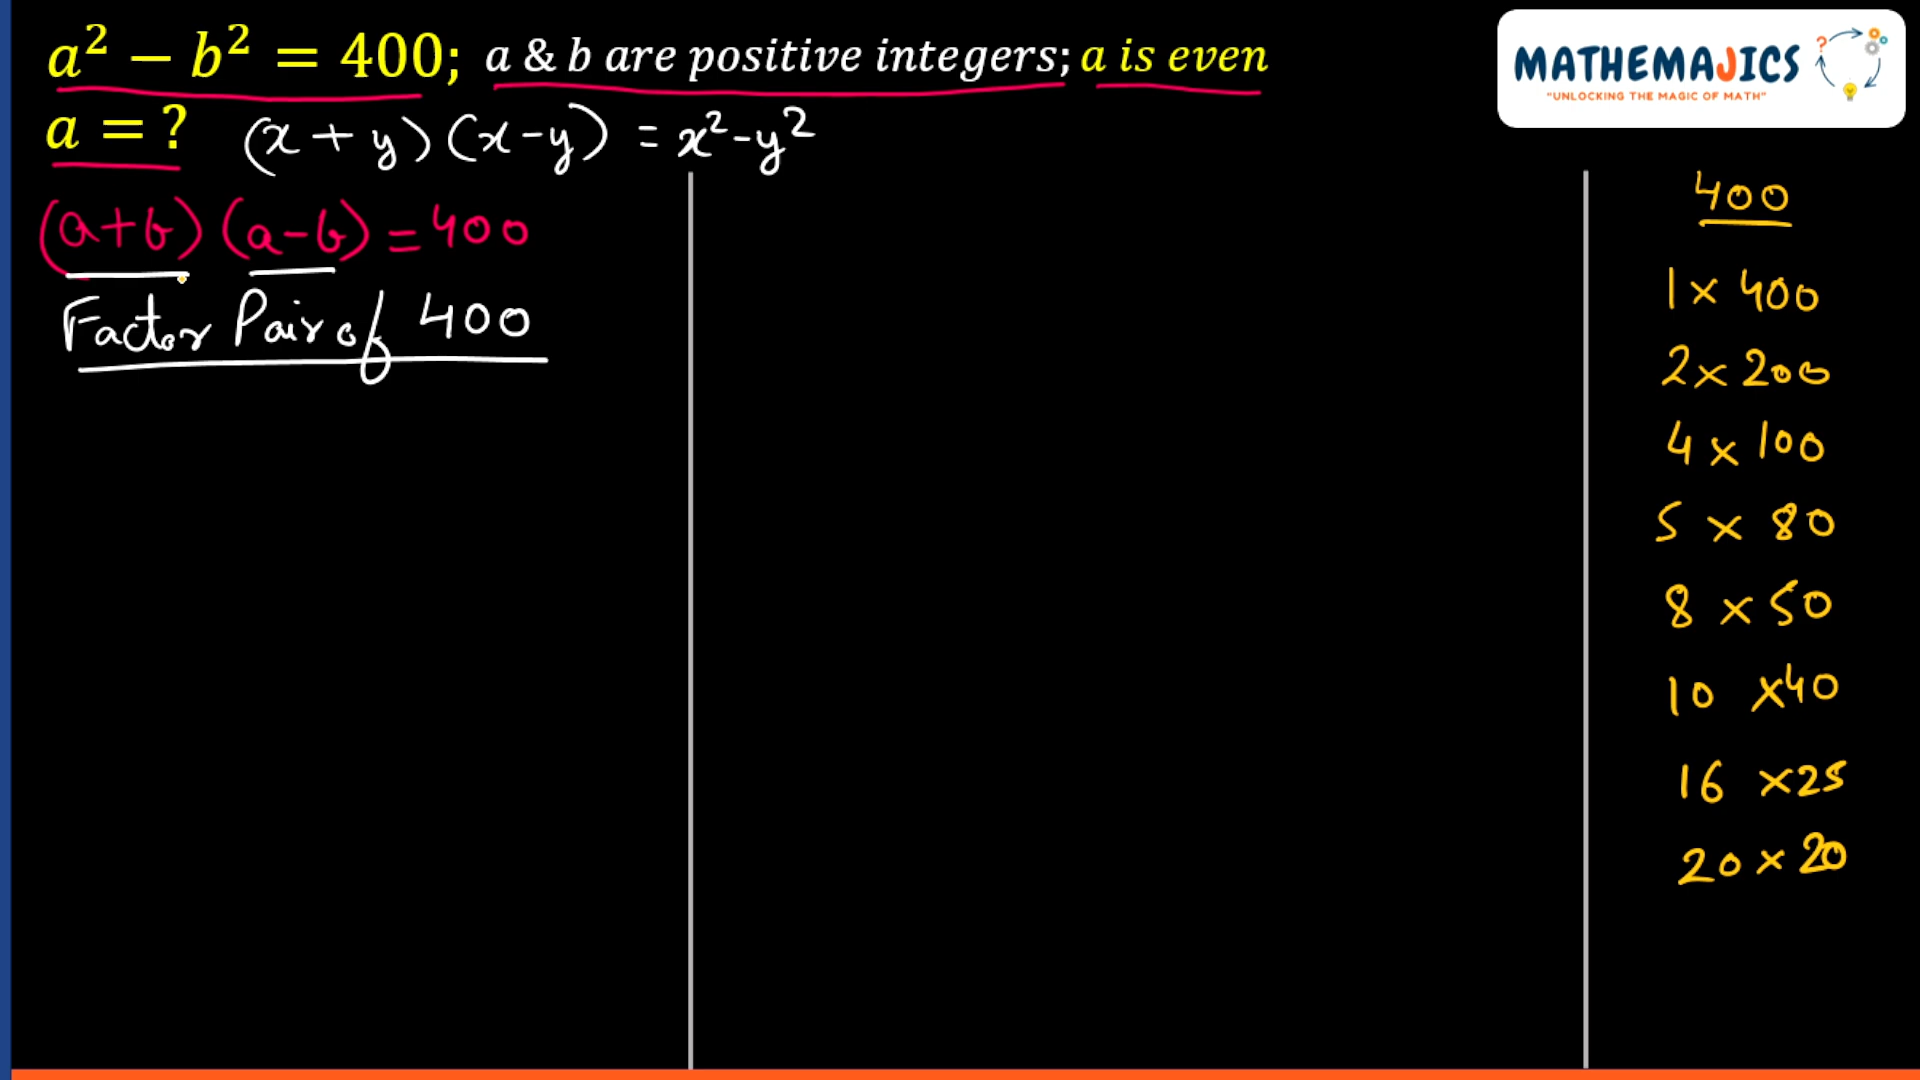 a² − b² = 400; a & b are positive integers; a is even
MATHEMAJICS
"UNLOCKING THE MAGIC OF MATH"
a = ? (x + y) (x - y) = x² - y²
(a+b) (a-b) = 400
Factor Pair of 400
400
1 × 400
2 × 200
4 × 100
5 × 80
8 × 50
10 × 40
16 × 25
20 × 20